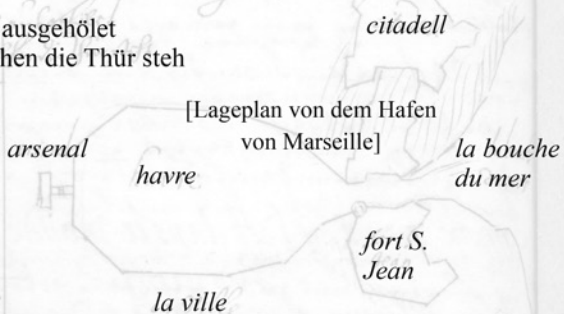 ausgehölet
hen die Thür steh
citadell
[Lageplan von dem Hafen
von Marseille]
arsenal
havre
la bouche
du mer
fort S.
Jean
la ville